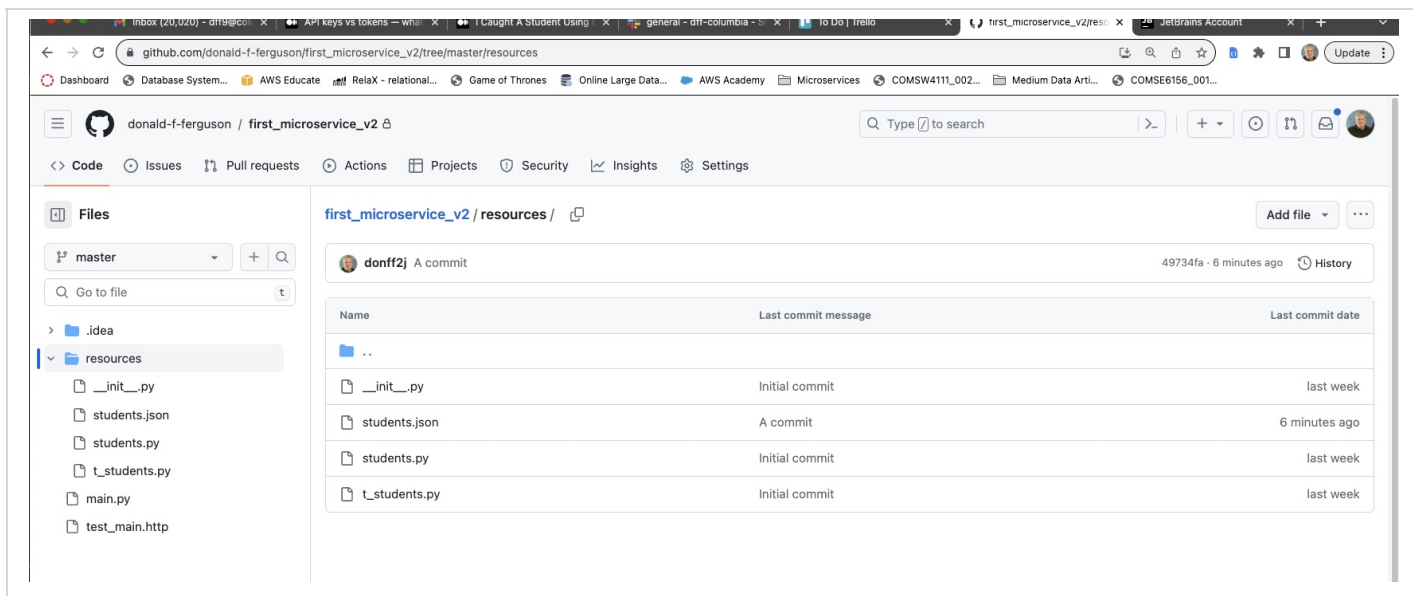 Inbox (20,020) – dff9@col
API keys vs tokens — what
I Caught A Student Using
general - dff-columbia - S
To Do | Trello
first_microservice_v2/reso
JetBrains Account
github.com/donald-f-ferguson/first_microservice_v2/tree/master/resources
Update
Dashboard Database System... AWS Educate RelaX - relational... Game of Thrones Online Large Data... AWS Academy Microservices COMSW4111_002... Medium Data Arti... COMSE6156_001...
donald-f-ferguson / first_microservice_v2
Type / to search
Code Issues Pull requests Actions Projects Security Insights Settings
Files
first_microservice_v2 / resources /
Add file
master
donff2j A commit
49734fa · 6 minutes ago History
Go to file t
Name Last commit message Last commit date
.idea
..
resources
__init__.py
__init__.py Initial commit last week
students.json
students.json A commit 6 minutes ago
students.py
students.py Initial commit last week
t_students.py
t_students.py Initial commit last week
main.py
test_main.http